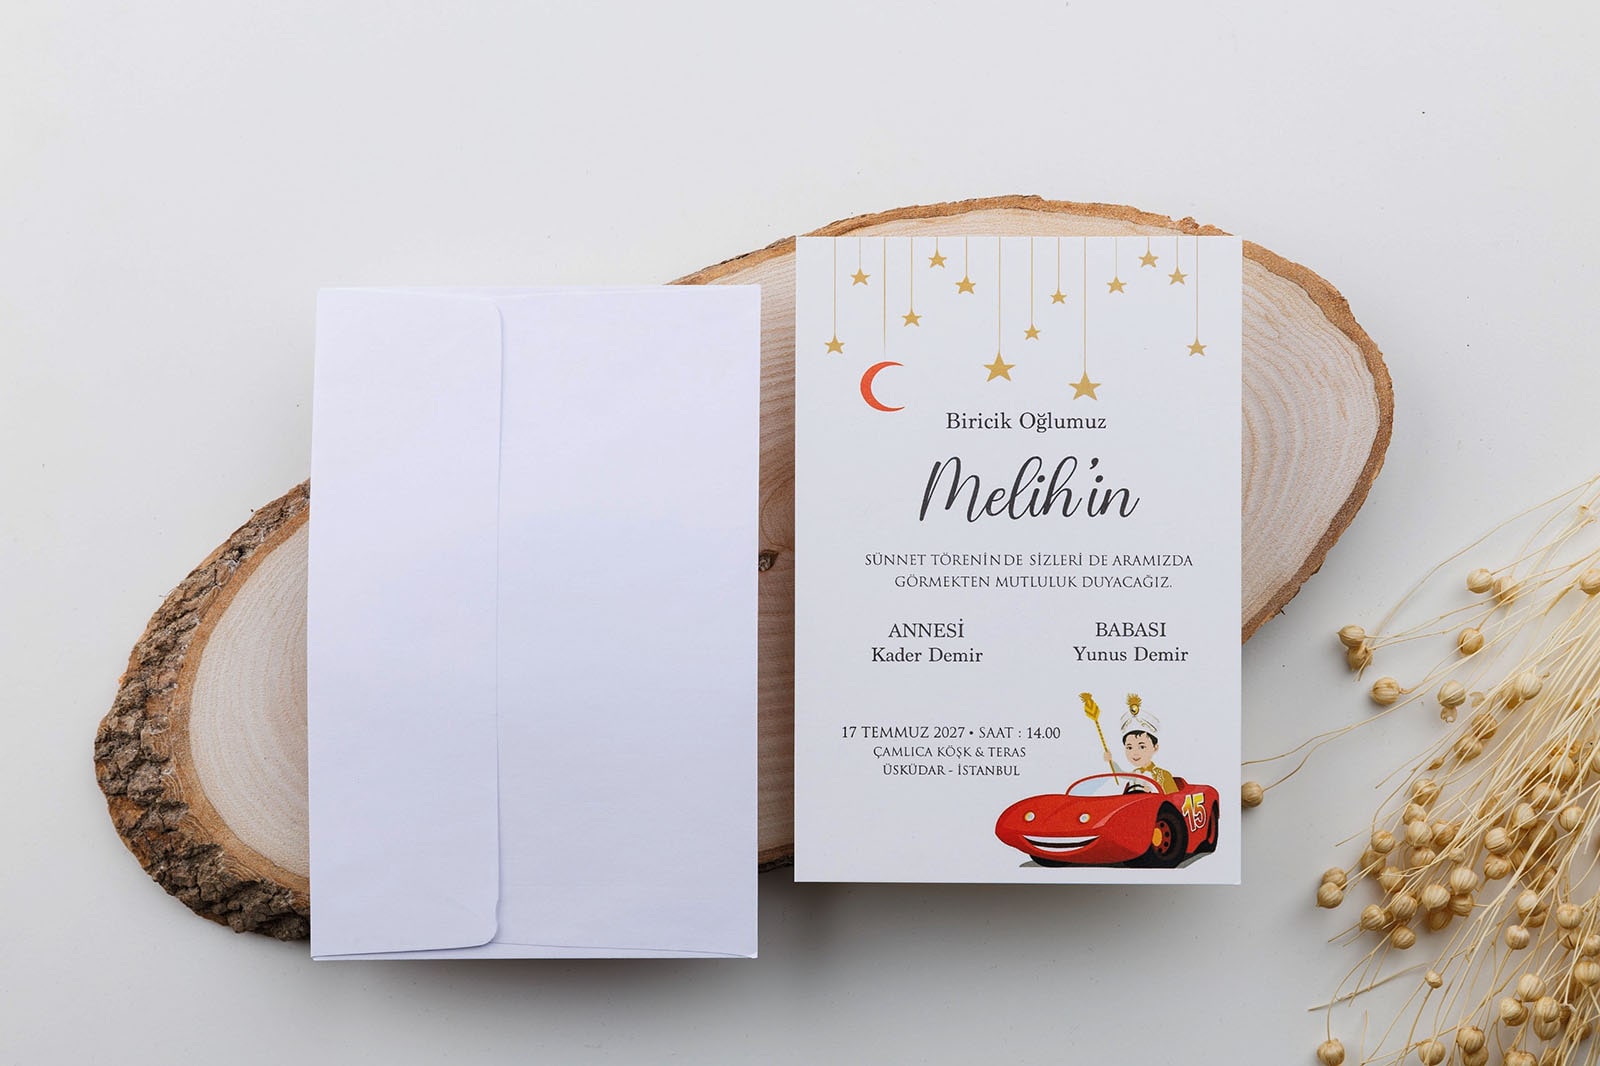 Biricik Oğlumuz
Melih'in
SÜNNET TÖRENİNDE SİZLERİ DE ARAMIZDA
GÖRMEKTEN MUTLULUK DUYACAĞIZ.
ANNESİ
Kader Demir
BABASI
Yunus Demir
17 TEMMUZ 2027 • SAAT : 14.00
ÇAMLICA KÖŞK & TERAS
ÜSKÜDAR - İSTANBUL
15